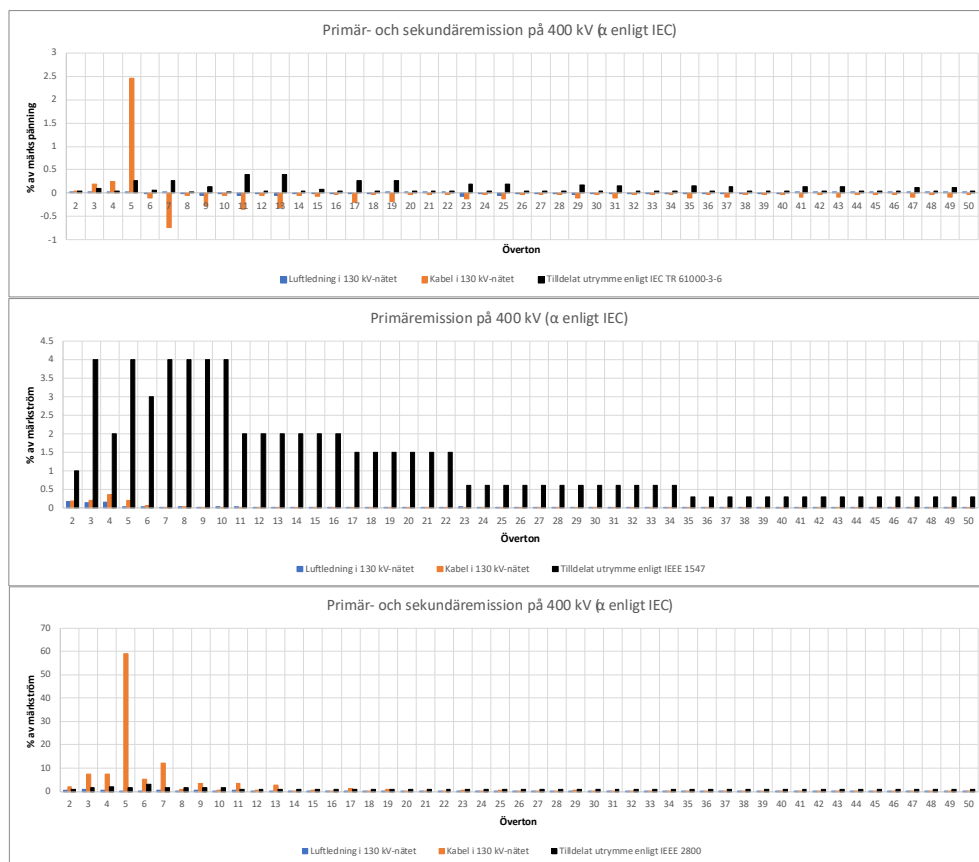 Primär- och sekundäremission på 400 kV (α enligt IEC)
% av märkspänning
3
2.5
2
1.5
1
0.5
0
-0.5
-1
2 3 4 5 6 7 8 9 10 11 12 13 14 15 16 17 18 19 20 21 22 23 24 25 26 27 28 29 30 31 32 33 34 35 36 37 38 39 40 41 42 43 44 45 46 47 48 49 50
Överton
Luftledning i 130 kV-nätet Kabel i 130 kV-nätet Tilldelat utrymme enligt IEC TR 61000-3-6
Primäremission på 400 kV (α enligt IEC)
% av märkström
4.5
4
3.5
3
2.5
2
1.5
1
0.5
0
2 3 4 5 6 7 8 9 10 11 12 13 14 15 16 17 18 19 20 21 22 23 24 25 26 27 28 29 30 31 32 33 34 35 36 37 38 39 40 41 42 43 44 45 46 47 48 49 50
Överton
Luftledning i 130 kV-nätet Kabel i 130 kV-nätet Tilldelat utrymme enligt IEEE 1547
Primär- och sekundäremission på 400 kV (α enligt IEC)
% av märkström
70
60
50
40
30
20
10
0
2 3 4 5 6 7 8 9 10 11 12 13 14 15 16 17 18 19 20 21 22 23 24 25 26 27 28 29 30 31 32 33 34 35 36 37 38 39 40 41 42 43 44 45 46 47 48 49 50
Överton
Luftledning i 130 kV-nätet Kabel i 130 kV-nätet Tilldelat utrymme enligt IEEE 2800